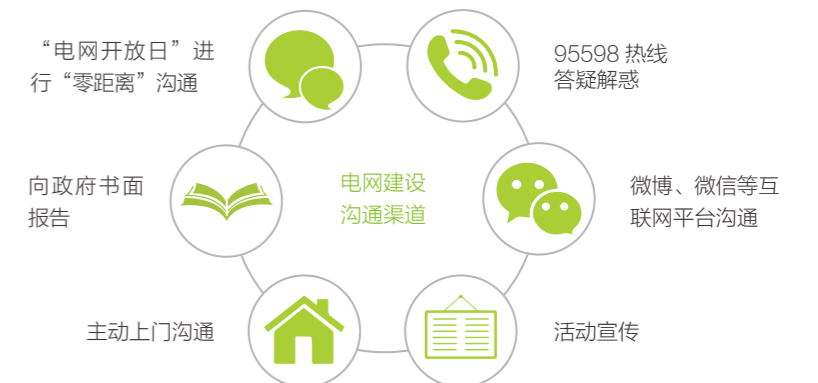 “电网开放日”进
行“零距离”沟通
95598 热线
答疑解惑
向政府书面
报告
电网建设
沟通渠道
微博、微信等互
联网平台沟通
主动上门沟通
活动宣传